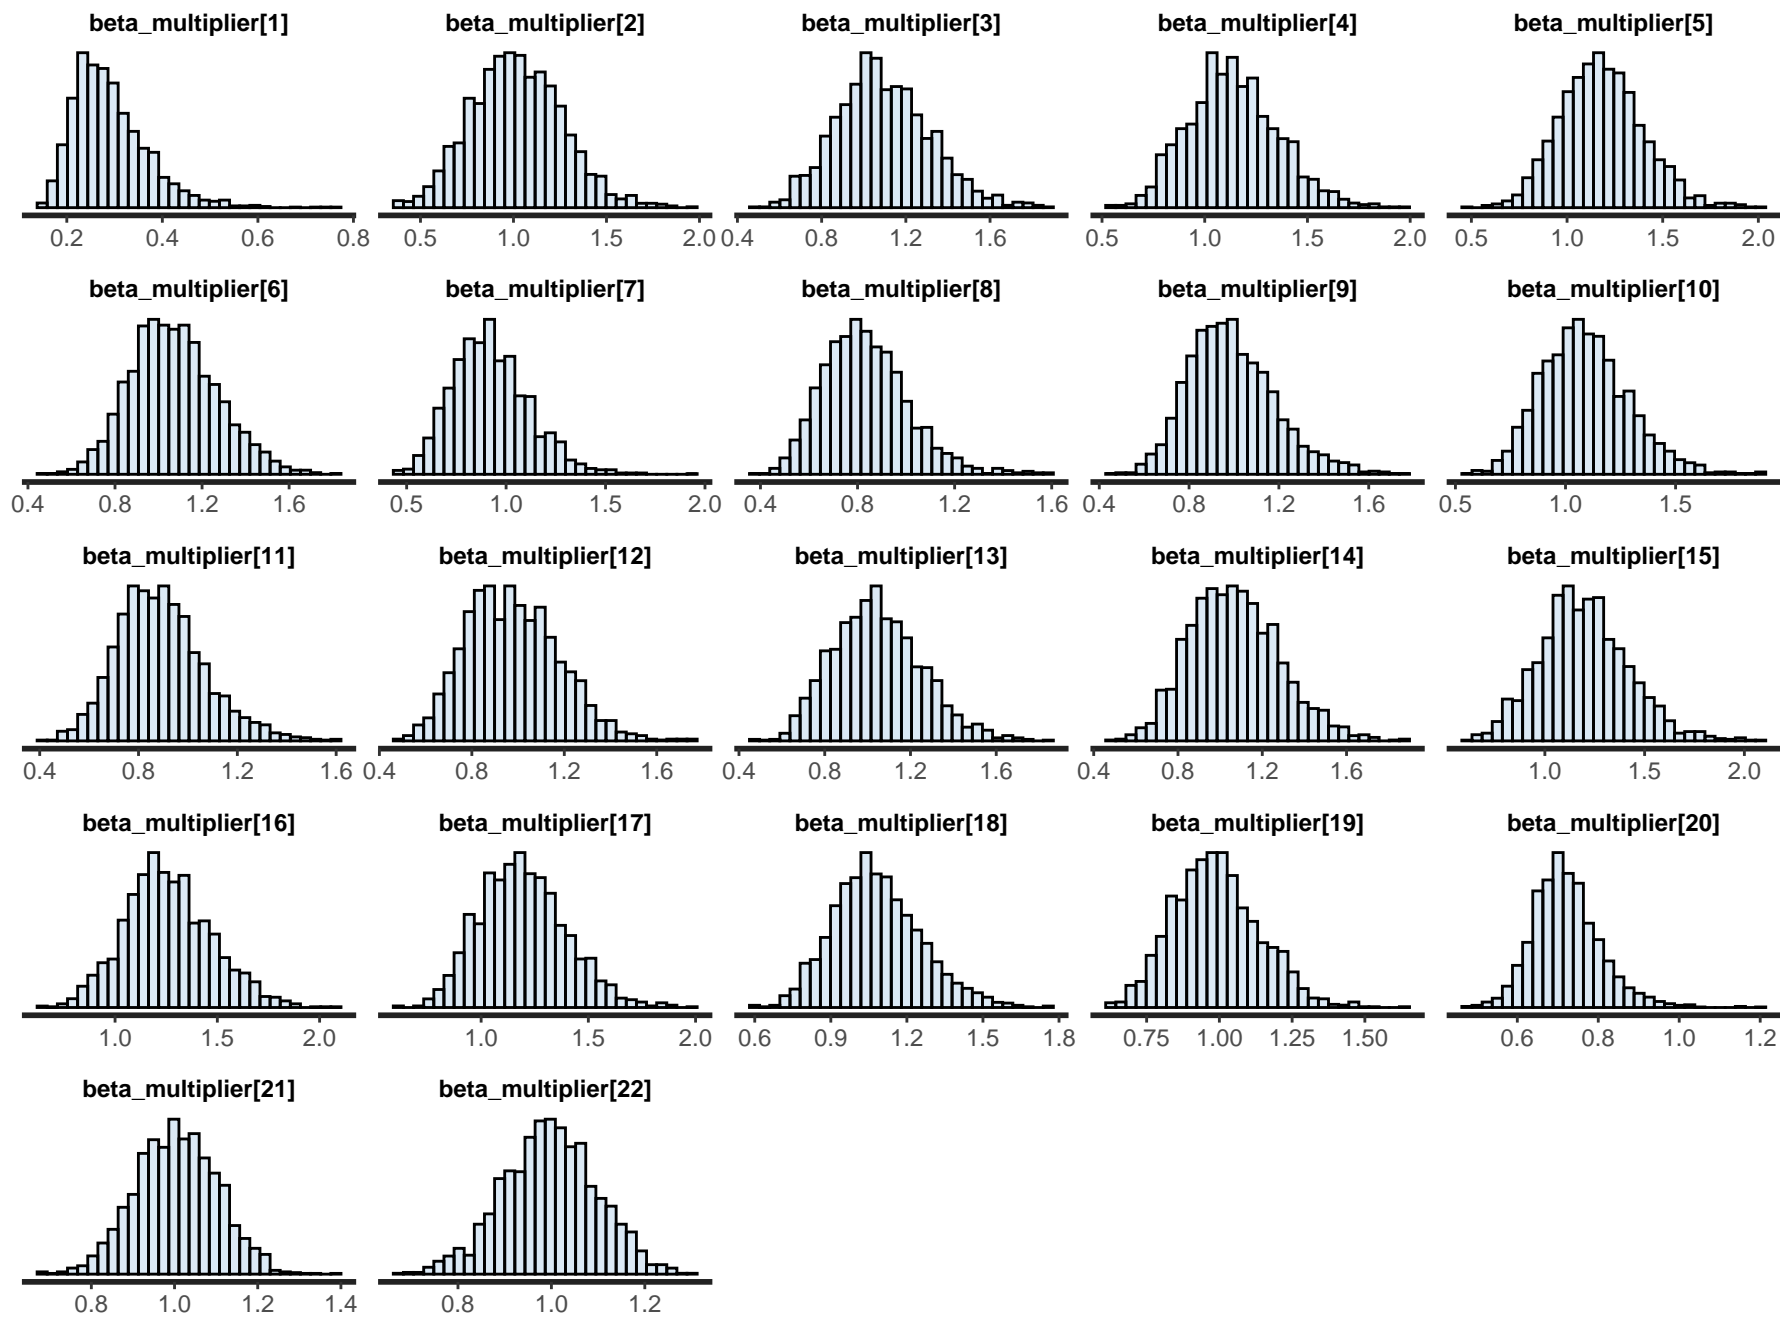 beta_multiplier[1] beta_multiplier[2] beta_multiplier[3] beta_multiplier[4] beta_multiplier[5]
0.2 0.4 0.6 0.8 0.5 1.0 1.5 2.0 0.4 0.8 1.2 1.6 0.5 1.0 1.5 2.0 0.5 1.0 1.5 2.0
beta_multiplier[6] beta_multiplier[7] beta_multiplier[8] beta_multiplier[9] beta_multiplier[10]
0.4 0.8 1.2 1.6 0.5 1.0 1.5 2.0 0.4 0.8 1.2 1.6 0.4 0.8 1.2 1.6 0.5 1.0 1.5
beta_multiplier[11] beta_multiplier[12] beta_multiplier[13] beta_multiplier[14] beta_multiplier[15]
0.4 0.8 1.2 1.6 0.4 0.8 1.2 1.6 0.4 0.8 1.2 1.6 0.4 0.8 1.2 1.6 1.0 1.5 2.0
beta_multiplier[16] beta_multiplier[17] beta_multiplier[18] beta_multiplier[19] beta_multiplier[20]
1.0 1.5 2.0 1.0 1.5 2.0 0.6 0.9 1.2 1.5 1.8 0.75 1.00 1.25 1.50 0.6 0.8 1.0 1.2
beta_multiplier[21] beta_multiplier[22]
0.8 1.0 1.2 1.4 0.8 1.0 1.2